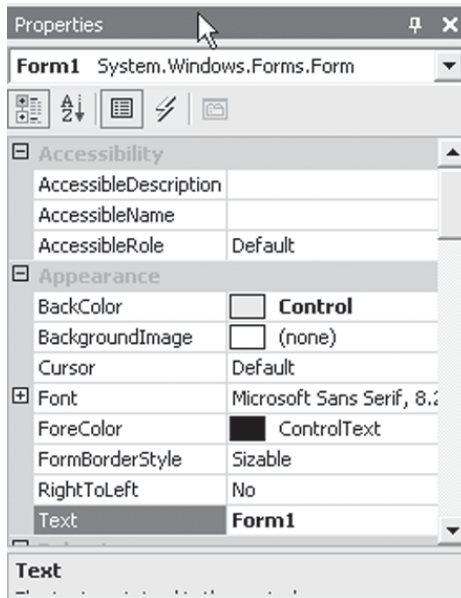 Properties
Form1 System.Windows.Forms.Form
A Z
Accessibility
AccessibleDescription
AccessibleName
AccessibleRole Default
Appearance
BackColor Control
BackgroundImage (none)
Cursor Default
Font Microsoft Sans Serif, 8.2
ForeColor ControlText
FormBorderStyle Sizable
RightToLeft No
Text Form1
Text